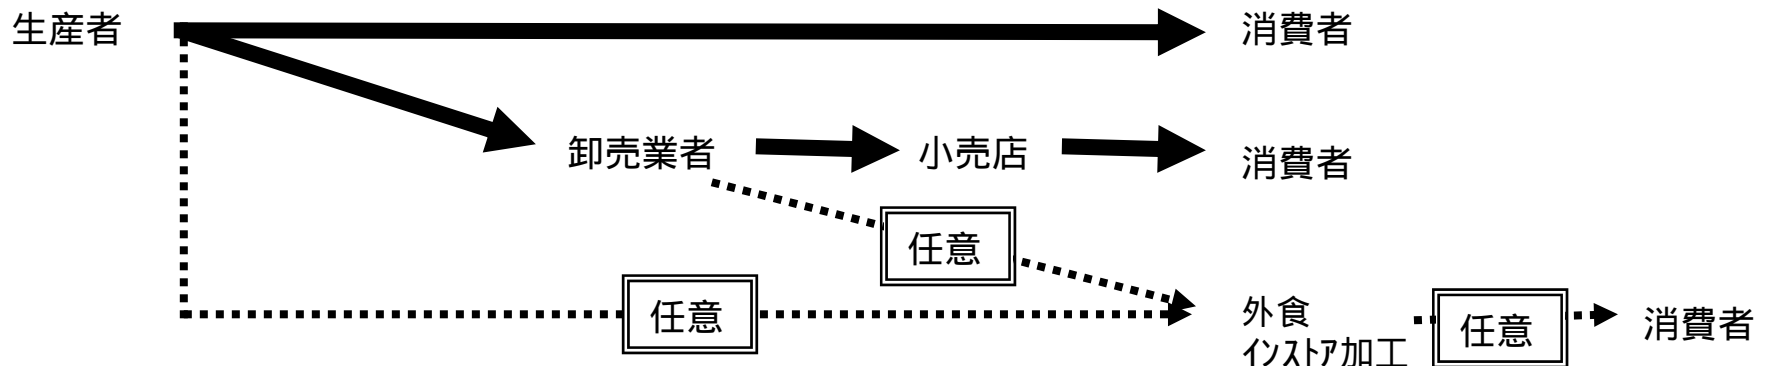 生産者
消費者
卸売業者
小売店
消費者
任意
任意
外食
ｲﾝｽﾄｱ加工
任意
消費者